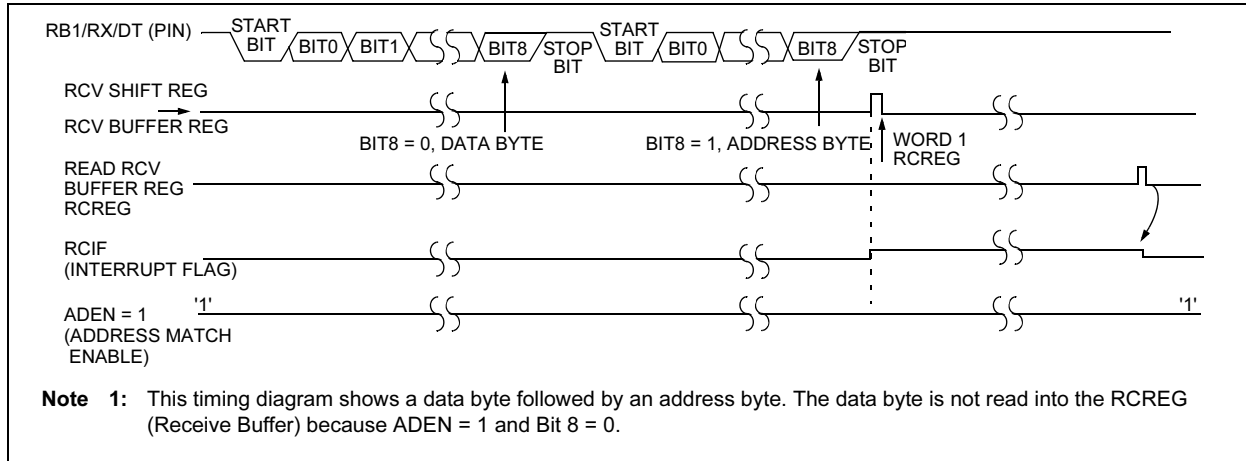 RB1/RX/DT (PIN)
START
BIT
BIT0
BIT1
BIT8
STOP
BIT
START
BIT
BIT0
BIT8
STOP
BIT
RCV SHIFT REG
RCV BUFFER REG
BIT8 = 0, DATA BYTE
BIT8 = 1, ADDRESS BYTE
WORD 1
RCREG
READ RCV
BUFFER REG
RCREG
RCIF
(INTERRUPT FLAG)
'1'
'1'
ADEN = 1
(ADDRESS MATCH
ENABLE)
Note 1: This timing diagram shows a data byte followed by an address byte. The data byte is not read into the RCREG
(Receive Buffer) because ADEN = 1 and Bit 8 = 0.